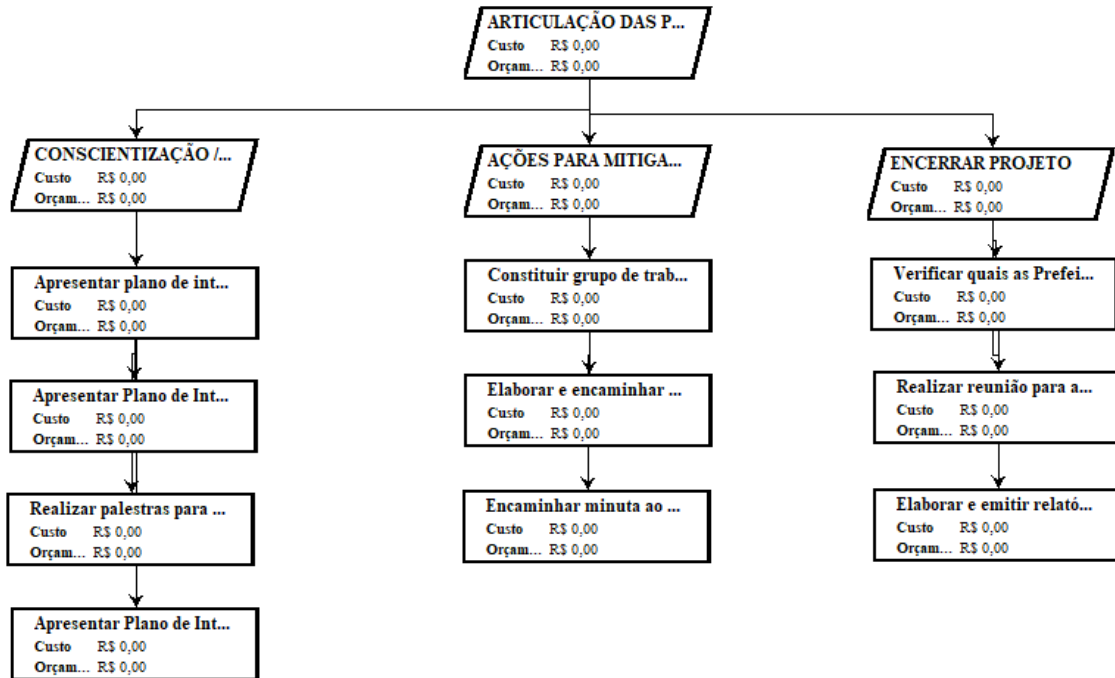 ARTICULAÇÃO DAS P...
Custo R$ 0,00
Orçam... R$ 0,00
CONSCIENTIZAÇÃO /...
Custo R$ 0,00
Orçam... R$ 0,00
AÇÕES PARA MITIGA...
Custo R$ 0,00
Orçam... R$ 0,00
ENCERRAR PROJETO
Custo R$ 0,00
Orçam... R$ 0,00
Apresentar plano de int...
Custo R$ 0,00
Orçam... R$ 0,00
Constituir grupo de trab...
Custo R$ 0,00
Orçam... R$ 0,00
Verificar quais as Prefei...
Custo R$ 0,00
Orçam... R$ 0,00
Apresentar Plano de Int...
Custo R$ 0,00
Orçam... R$ 0,00
Elaborar e encaminhar ...
Custo R$ 0,00
Orçam... R$ 0,00
Realizar reunião para a...
Custo R$ 0,00
Orçam... R$ 0,00
Realizar palestras para ...
Custo R$ 0,00
Orçam... R$ 0,00
Encaminhar minuta ao ...
Custo R$ 0,00
Orçam... R$ 0,00
Elaborar e emitir relató...
Custo R$ 0,00
Orçam... R$ 0,00
Apresentar Plano de Int...
Custo R$ 0,00
Orçam... R$ 0,00